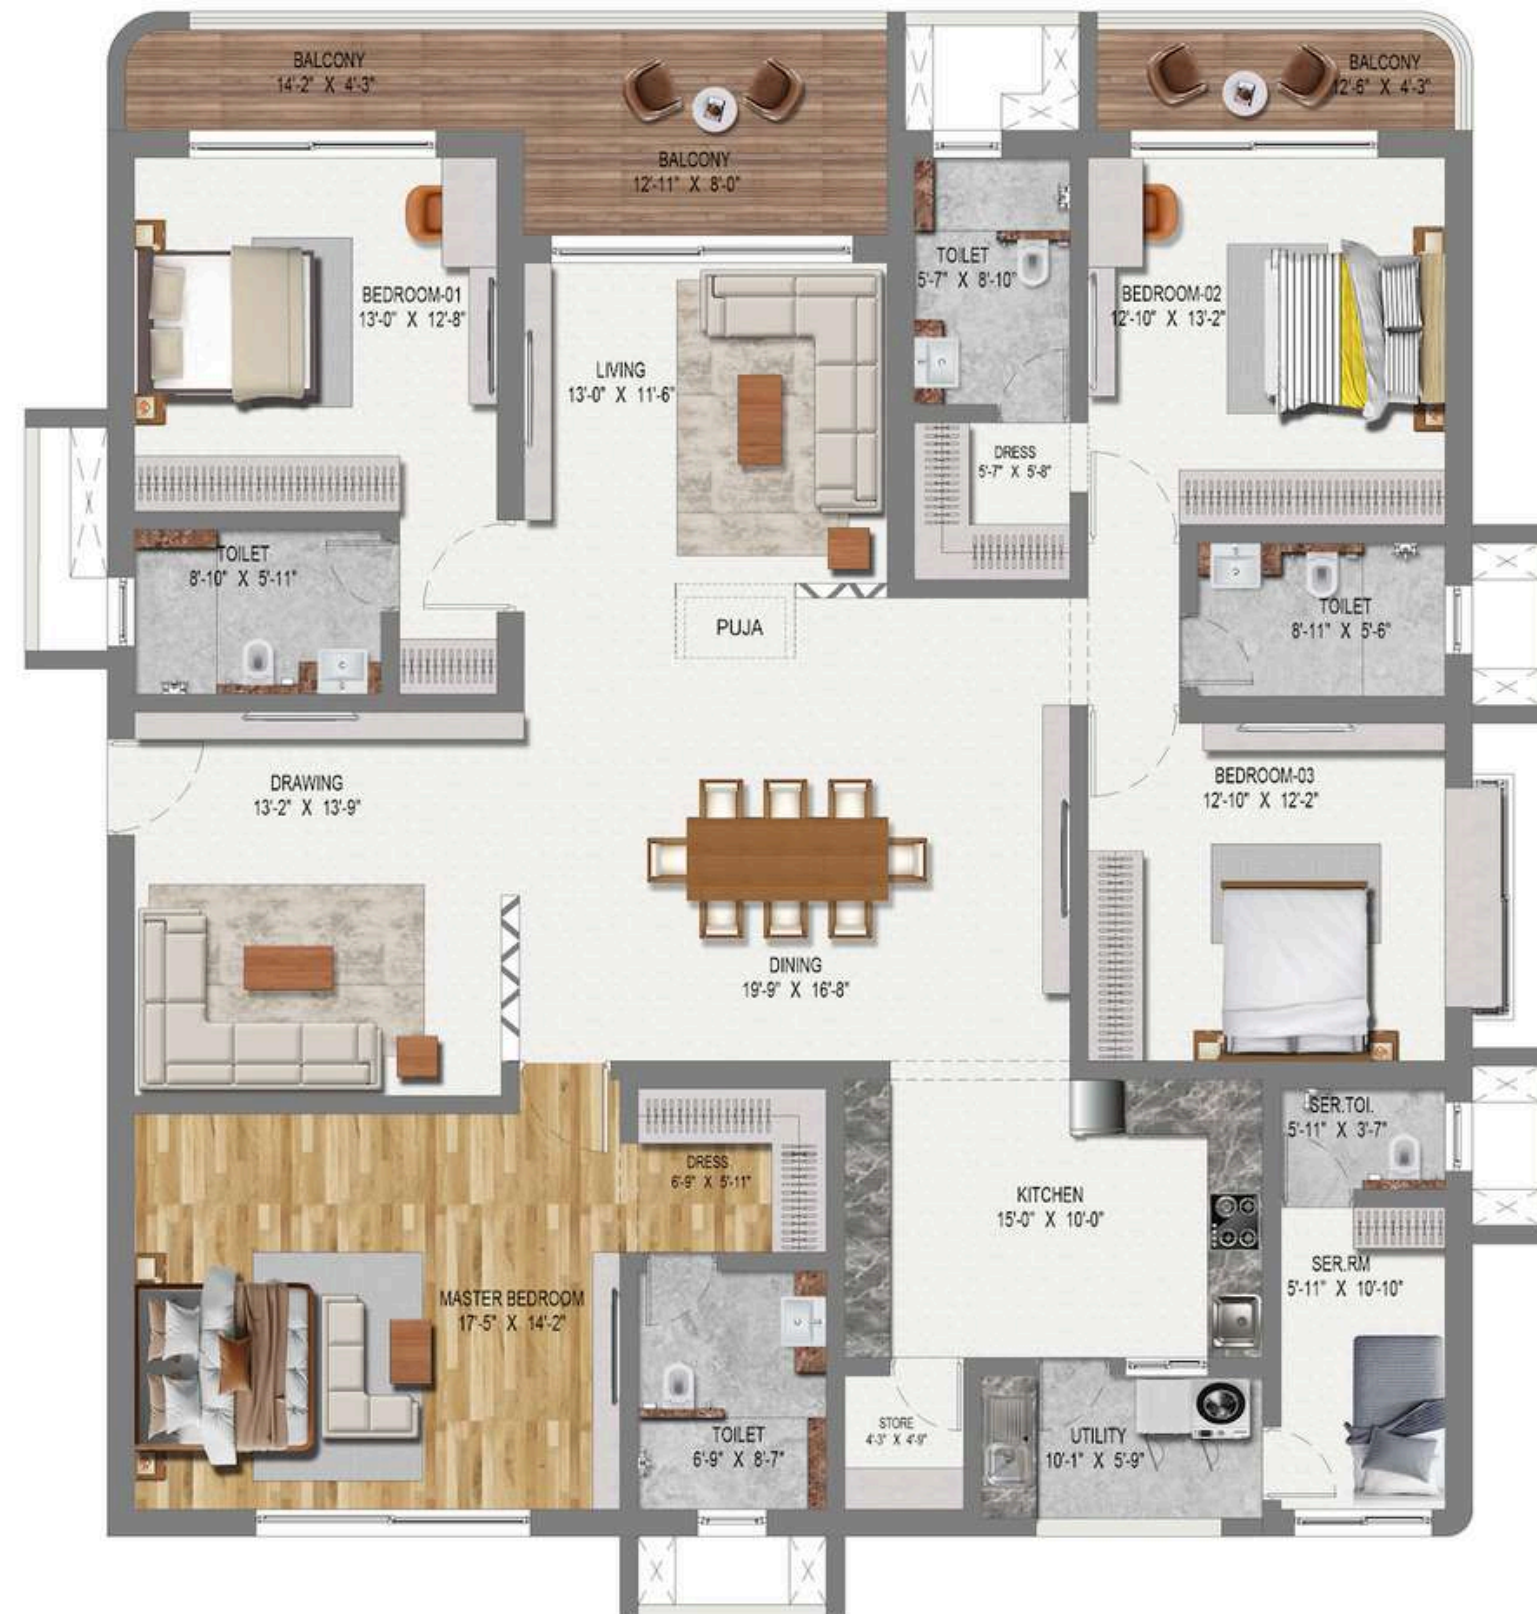 BALCONY
14'-2" X 4'-3"
BALCONY
12'-6" X 4'-3"
BALCONY
12'-11" X 8'-0"
TOILET
5'-7" X 8'-10"
BEDROOM-01
13'-0" X 12'-8"
BEDROOM-02
12'-10" X 13'-2"
LIVING
13'-0" X 11'-6"
DRESS
5'-7" X 5'-8"
TOILET
8'-10" X 5'-11"
PUJA
TOILET
8'-11" X 5'-6"
DRAWING
13'-2" X 13'-9"
BEDROOM-03
12'-10" X 12'-2"
DINING
19'-9" X 16'-8"
SER.TOI.
5'-11" X 3'-7"
DRESS
6'-9" X 5'-11"
KITCHEN
15'-0" X 10'-0"
SER.RM
5'-11" X 10'-10"
MASTER BEDROOM
17'-5" X 14'-2"
STORE
4'-3" X 4'-9"
TOILET
6'-9" X 8'-7"
UTILITY
10'-1" X 5'-9"